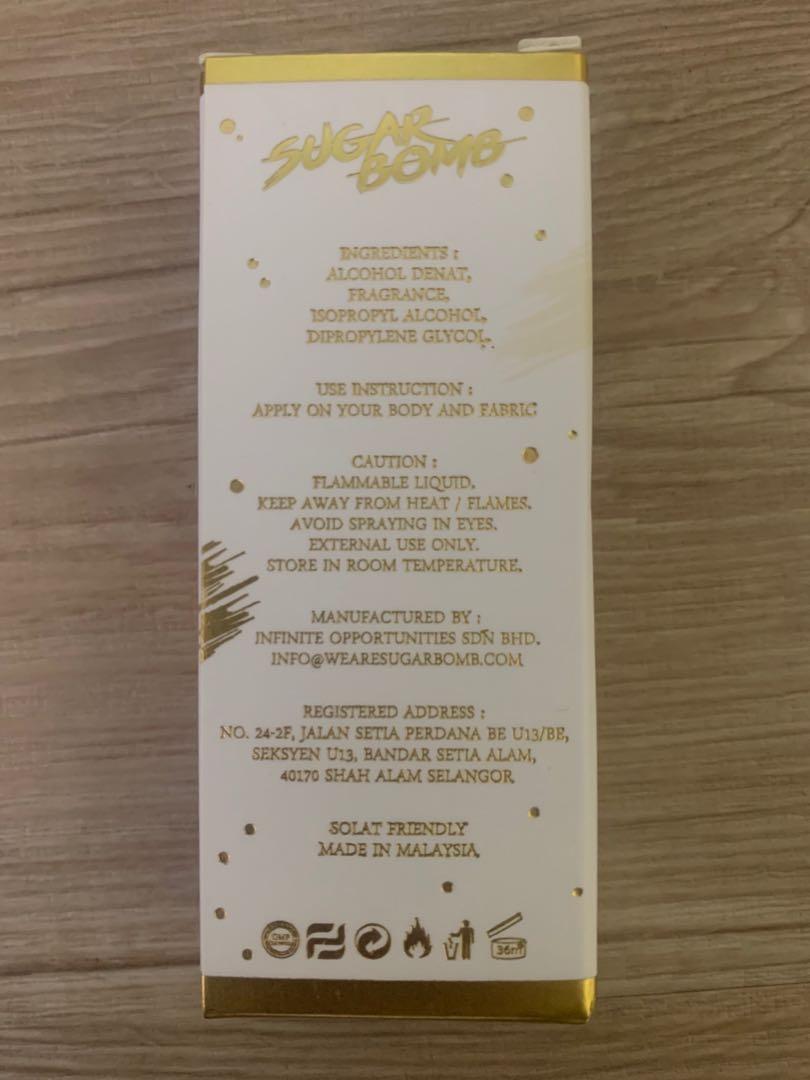 SUGAR
BOMB
INGREDIENTS :
ALCOHOL DENAT,
FRAGRANCE,
ISOPROPYL ALCOHOL,
DIPROPYLENE GLYCOL.
USE INSTRUCTION :
APPLY ON YOUR BODY AND FABRIC
CAUTION :
FLAMMABLE LIQUID.
KEEP AWAY FROM HEAT / FLAMES.
AVOID SPRAYING IN EYES.
EXTERNAL USE ONLY.
STORE IN ROOM TEMPERATURE.
MANUFACTURED BY :
INFINITE OPPORTUNITIES SDN BHD.
INFO@WEARESUGARBOMB.COM
REGISTERED ADDRESS :
NO. 24-2F, JALAN SETIA PERDANA BE U13/BE,
SEKSYEN U13, BANDAR SETIA ALAM,
40170 SHAH ALAM SELANGOR
SOLAT FRIENDLY
MADE IN MALAYSIA
GMP
36m